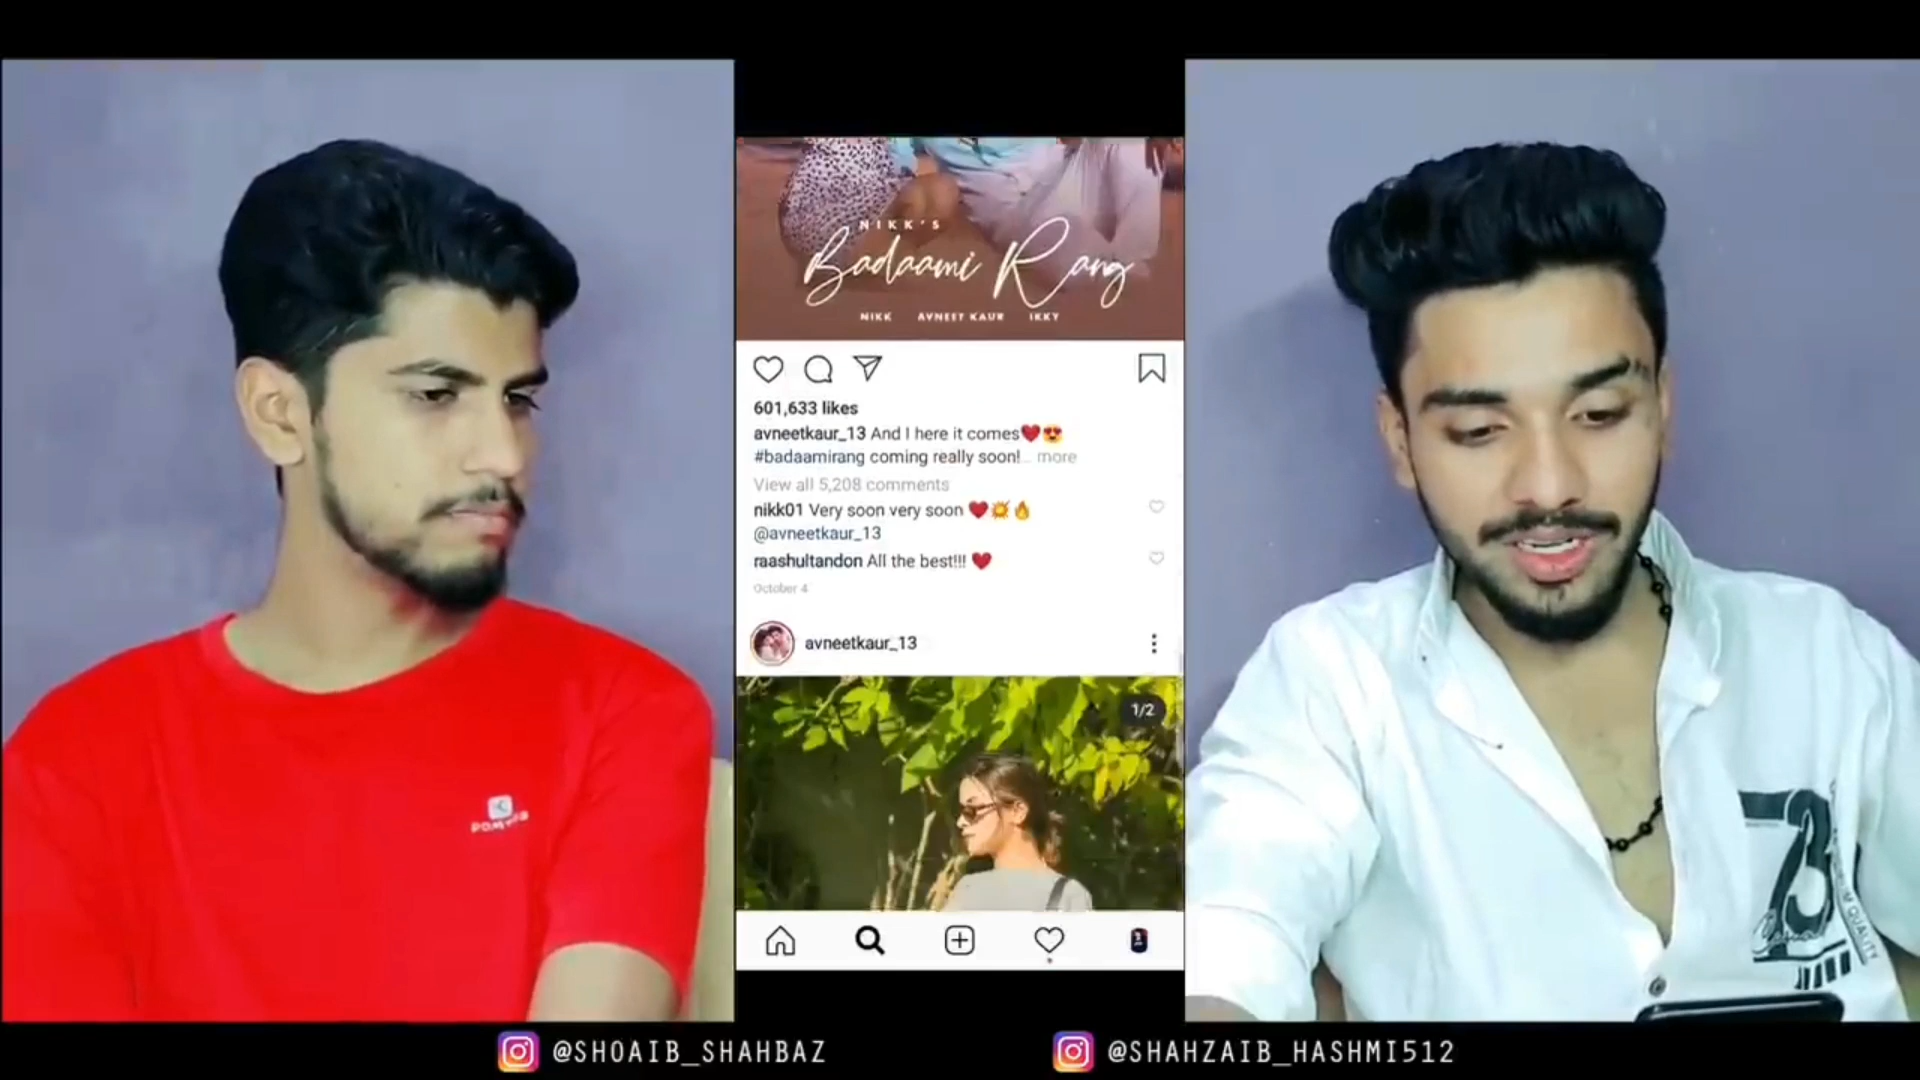 NIKK'S
Badaami Rang
NIKK AVNEET KAUR IKKY
601,633 likes
avneetkaur_13 And I here it comes❤️😍
#badaamirang coming really soon!... more
View all 5,208 comments
nikk01 Very soon very soon ❤️💥🔥
@avneetkaur_13
raashultandon All the best!!! ❤️
October 4
avneetkaur_13
1/2
73
QUALITY
@SHOAIB_SHAHBAZ
@SHAHZAIB_HASHMI512